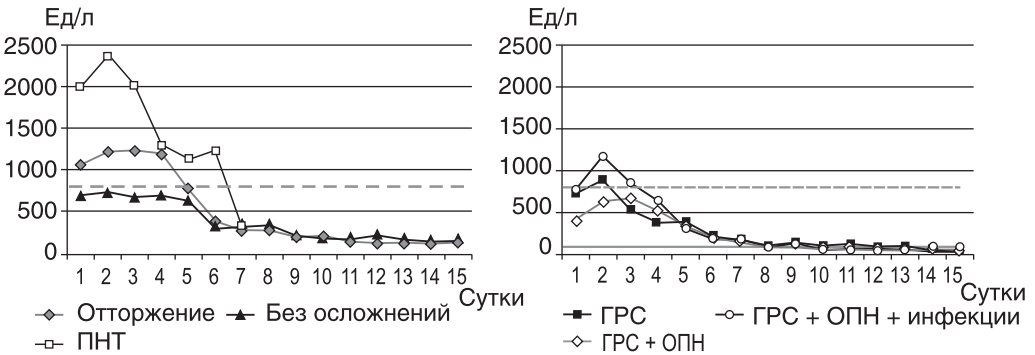 Ед/л
2500
2000
1500
1000
500
0
1 2 3 4 5 6 7 8 9 10 11 12 13 14 15
Сутки
Отторжение Без осложнений
ПНТ
Ед/л
2500
2000
1500
1000
500
0
1 2 3 4 5 6 7 8 9 10 11 12 13 14 15
Сутки
ГРС ГРС + ОПН + инфекции
ГРС + ОПН